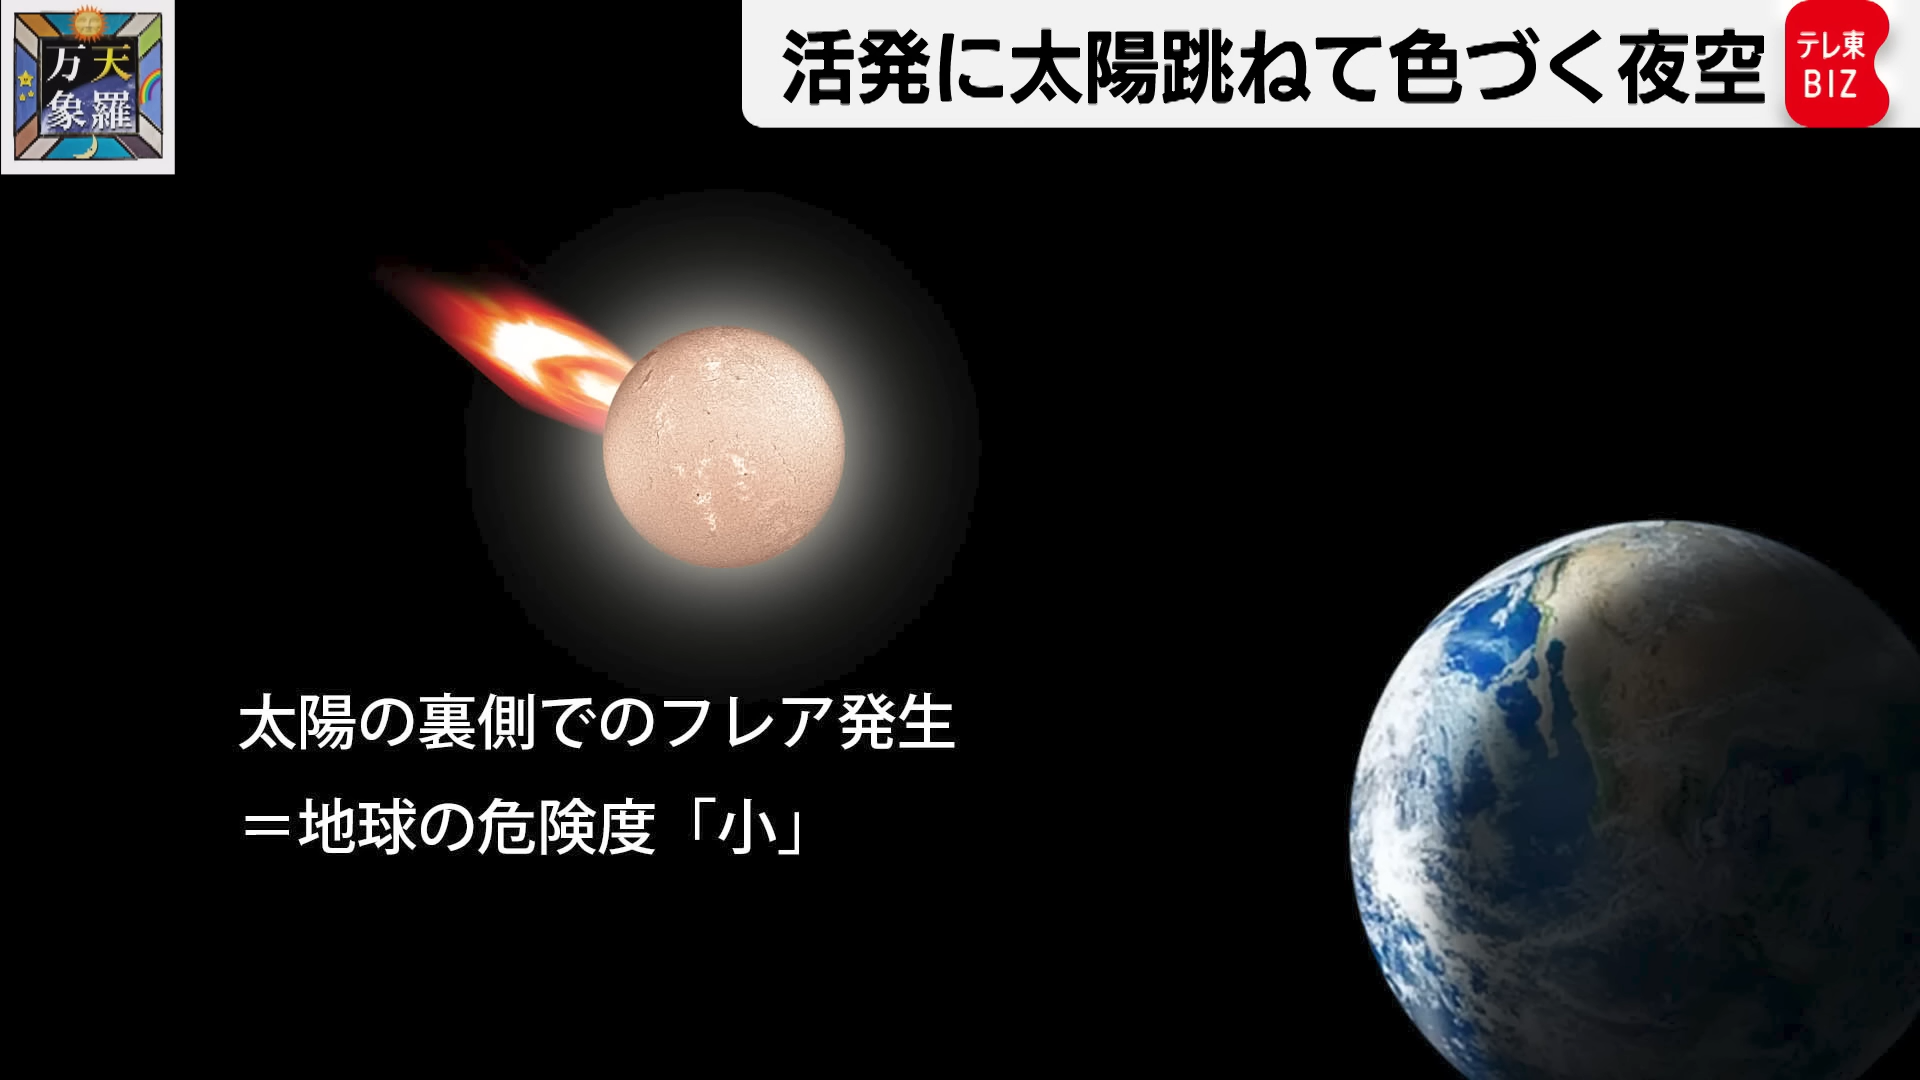 天羅
万象
活発に太陽跳ねて色づく夜空
テレ東
BIZ
太陽の裏側でのフレア発生
＝地球の危険度「小」